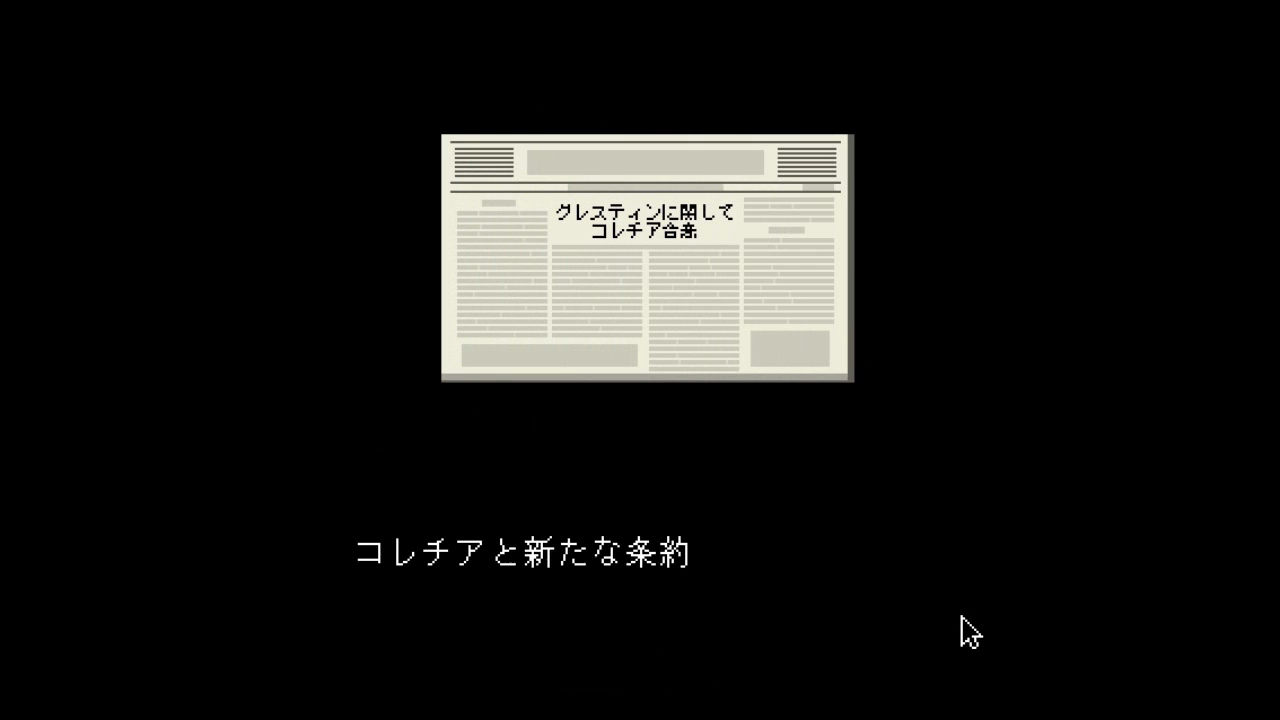 グレスティンに関して
コレチア合意
コレチアと新たな条約